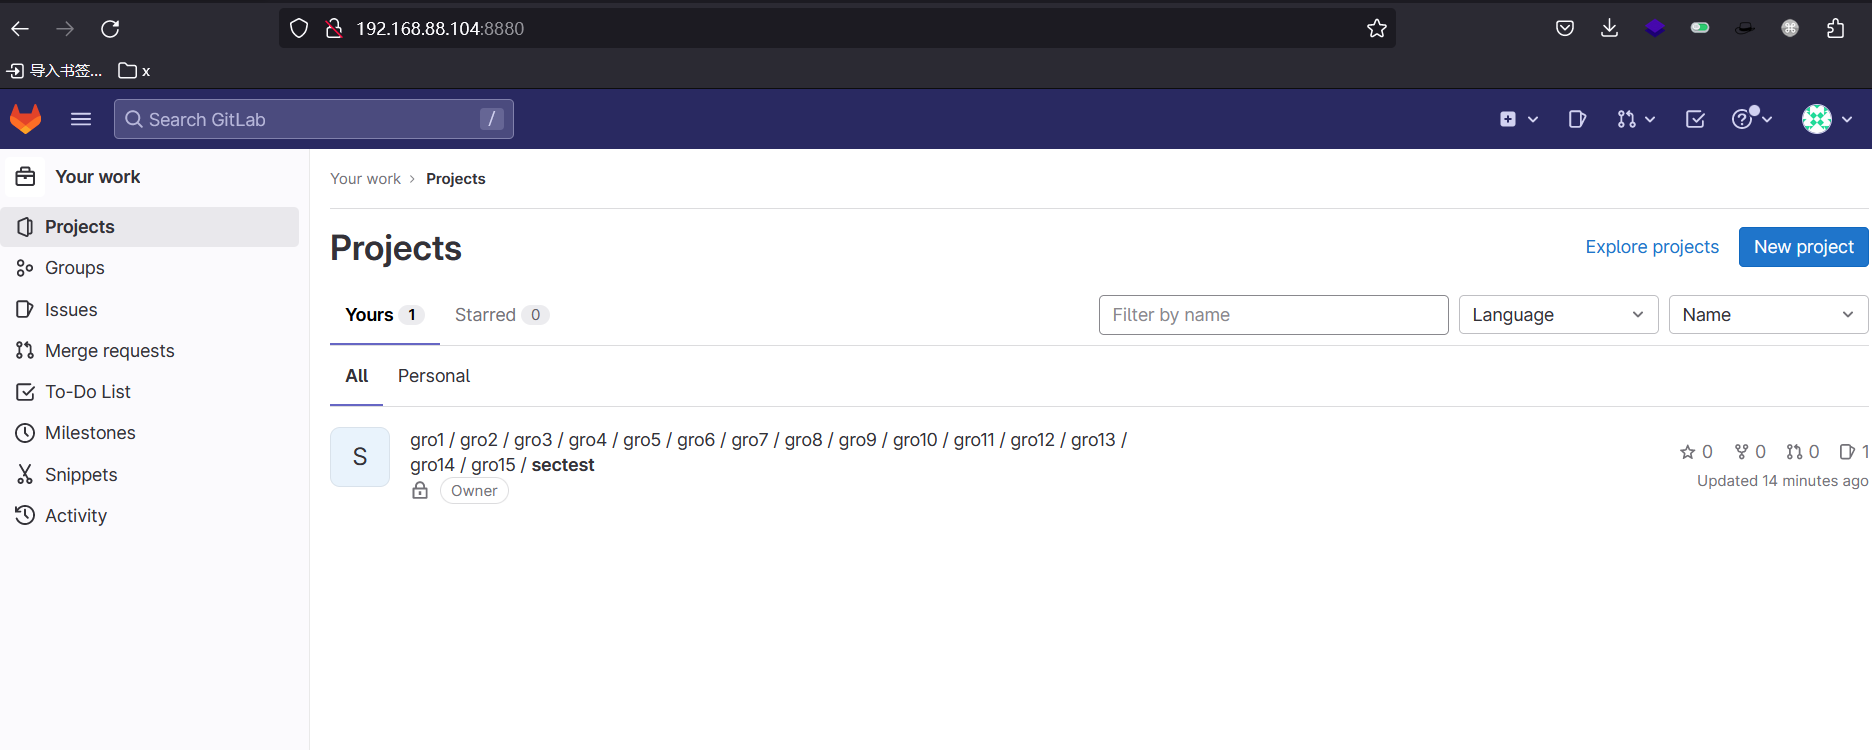 192.168.88.104:8880
导入书签... x
Search GitLab /
Your work
Projects
Groups
Issues
Merge requests
To-Do List
Milestones
Snippets
Activity
Your work > Projects
Projects
Explore projects New project
Yours 1 Starred 0
Filter by name Language Name
All Personal
S
gro1 / gro2 / gro3 / gro4 / gro5 / gro6 / gro7 / gro8 / gro9 / gro10 / gro11 / gro12 / gro13 /
gro14 / gro15 / sectest
Owner
0 0 0 1
Updated 14 minutes ago